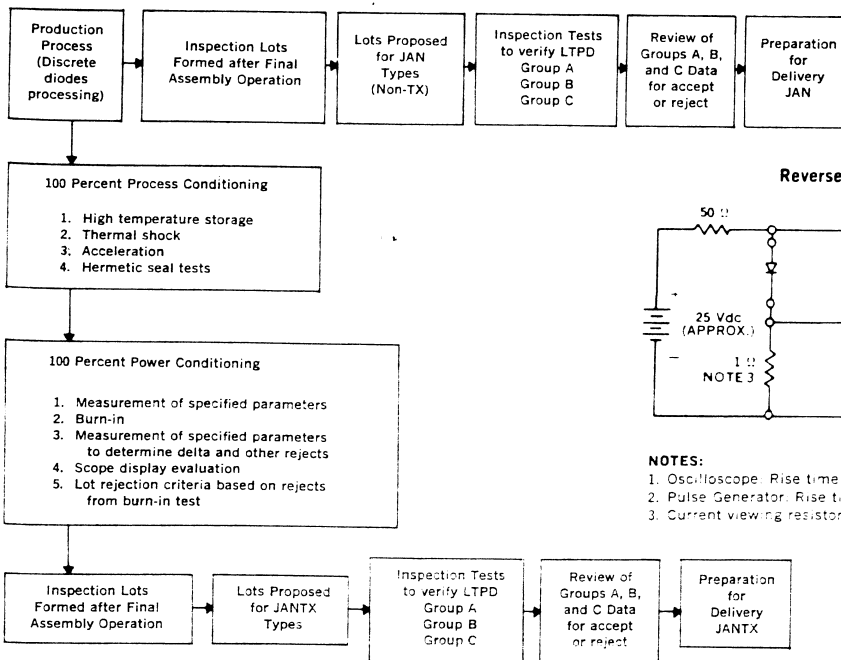 Production
Process
(Discrete
diodes
processing)
Inspection Lots
Formed after Final
Assembly Operation
Lots Proposed
for JAN
Types
(Non-TX)
Inspection Tests
to verify LTPD
Group A
Group B
Group C
Review of
Groups A, B,
and C Data
for accept
or reject
Preparation
for
Delivery
JAN
100 Percent Process Conditioning
1. High temperature storage
2. Thermal shock
3. Acceleration
4. Hermetic seal tests
Reverse
50 Ω
+
25 Vdc
(APPROX.)
—
1 Ω
NOTE 3
100 Percent Power Conditioning
1. Measurement of specified parameters
2. Burn-in
3. Measurement of specified parameters
to determine delta and other rejects
4. Scope display evaluation
5. Lot rejection criteria based on rejects
from burn-in test
NOTES:
1. Oscilloscope: Rise time
2. Pulse Generator: Rise
3. Current viewing resistor
Inspection Lots
Formed after Final
Assembly Operation
Lots Proposed
for JANTX
Types
Inspection Tests
to verify LTPD
Group A
Group B
Group C
Review of
Groups A, B,
and C Data
for accept
or reject
Preparation
for
Delivery
JANTX